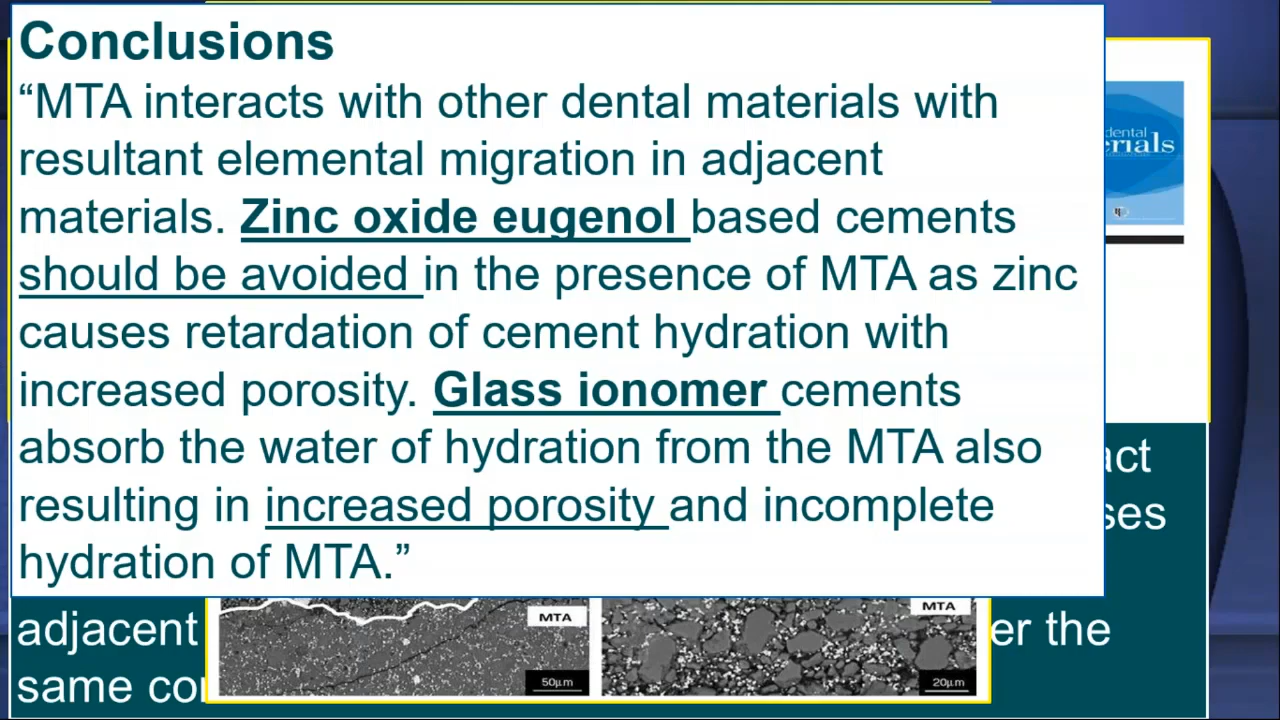 Conclusions
“MTA interacts with other dental materials with
resultant elemental migration in adjacent
materials. Zinc oxide eugenol based cements
should be avoided in the presence of MTA as zinc
causes retardation of cement hydration with
increased porosity. Glass ionomer cements
absorb the water of hydration from the MTA also
resulting in increased porosity and incomplete
hydration of MTA.”
dental
erials
act
ses
adjacent
er the
same cor
MTA
50μm
MTA
20μm